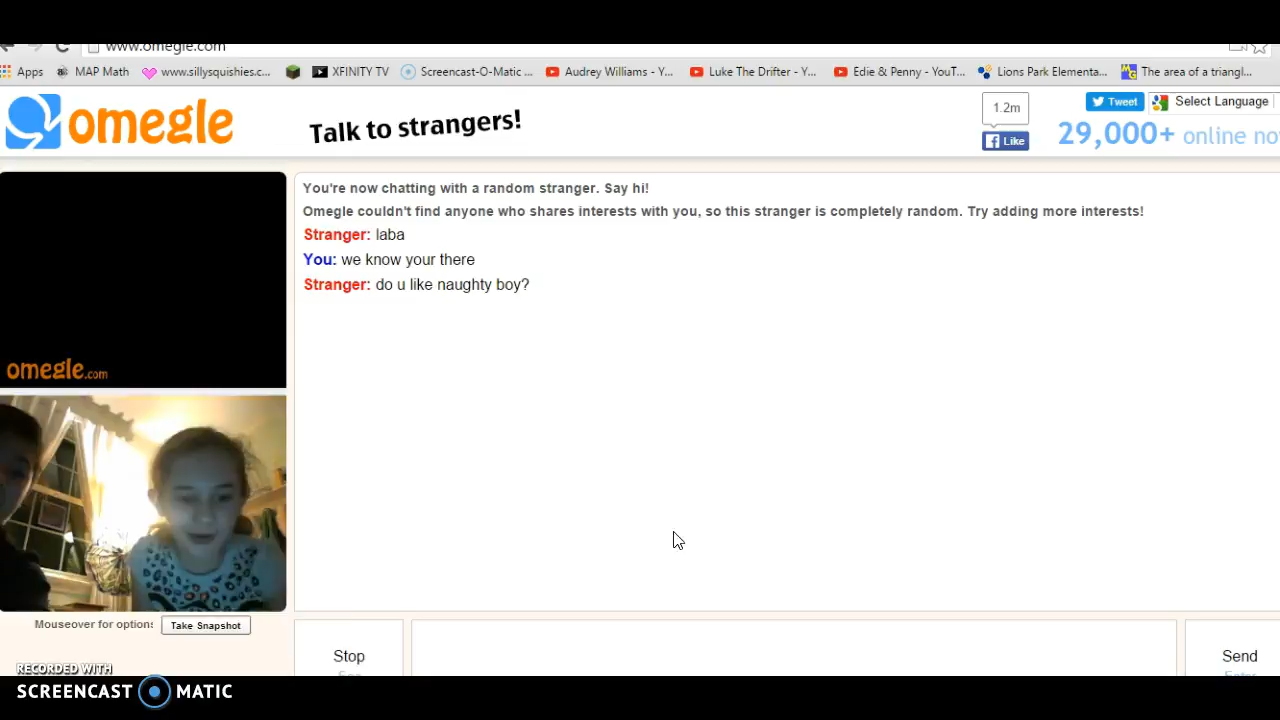 www.omegle.com
Apps MAP Math www.sillysquishies.c... XFINITY TV Screencast-O-Matic ... Audrey Williams - Y... Luke The Drifter - Y... Edie & Penny - YouT... Lions Park Elementa... The area of a triangl...
omegle Talk to strangers! 1.2m Like Tweet Select Language 29,000+ online no
You're now chatting with a random stranger. Say hi!
Omegle couldn't find anyone who shares interests with you, so this stranger is completely random. Try adding more interests!
Stranger: laba
You: we know your there
Stranger: do u like naughty boy?
omegle.com
Mouseover for options Take Snapshot
Stop Send
RECORDED WITH
SCREENCAST MATIC